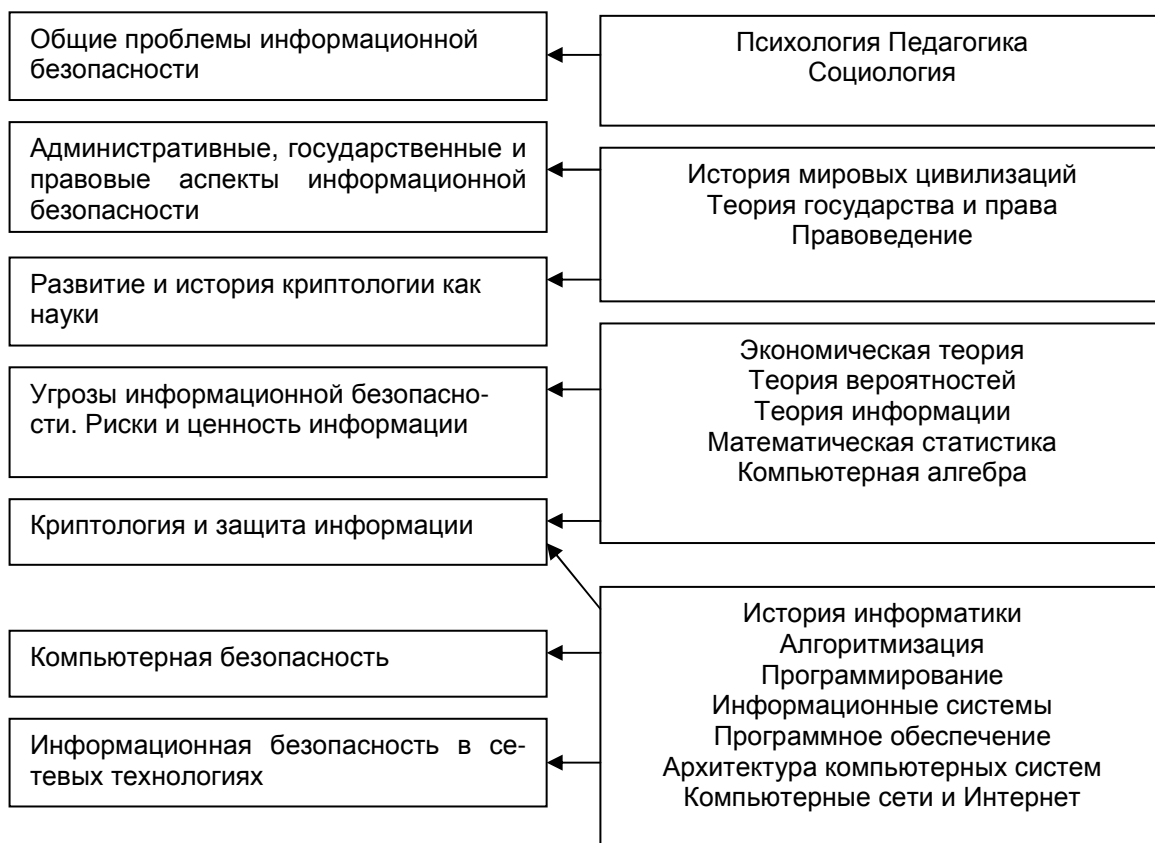 Общие проблемы информационной
безопасности
Психология Педагогика
Социология
Административные, государственные и
правовые аспекты информационной
безопасности
История мировых цивилизаций
Теория государства и права
Правоведение
Развитие и история криптологии как
науки
Угрозы информационной безопасно-
сти. Риски и ценность информации
Экономическая теория
Теория вероятностей
Теория информации
Математическая статистика
Компьютерная алгебра
Криптология и защита информации
Компьютерная безопасность
Информационная безопасность в се-
тевых технологиях
История информатики
Алгоритмизация
Программирование
Информационные системы
Программное обеспечение
Архитектура компьютерных систем
Компьютерные сети и Интернет